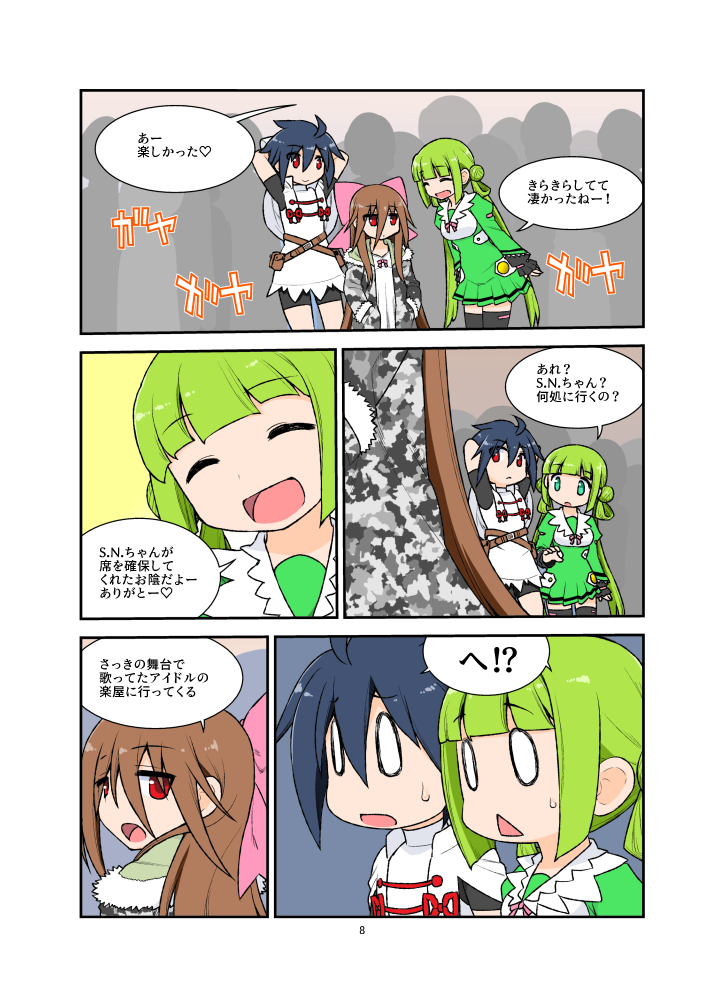 あー
楽しかった♡
きらきらしてて
凄かったねー！
ガヤ
ガヤ
ガヤ
S.N.ちゃんが
席を確保して
くれたお陰だよー
ありがとー♡
あれ？
S.N.ちゃん？
何処に行くの？
さっきの舞台で
歌ってたアイドルの
楽屋に行ってくる
へ!?
8